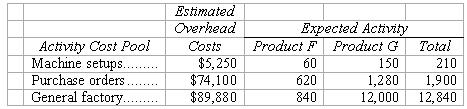 Estimated
Overhead Expected Activity
Activity Cost Pool Costs Product F Product G Total
Machine setups......... $5,250 60 150 210
Purchase orders........ $74,100 620 1,280 1,900
General factory......... $89,880 840 12,000 12,840